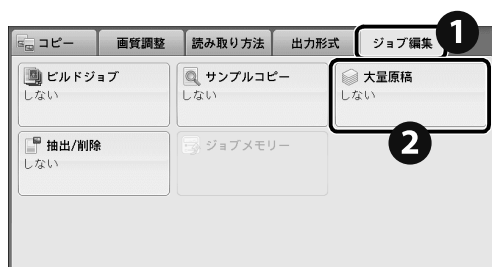 コピー 画質調整 読み取り方法 出力形式 ジョブ編集 1
ビルドジョブ サンプルコピー 大量原稿
しない しない しない
2
抽出/削除 ジョブメモリー
しない